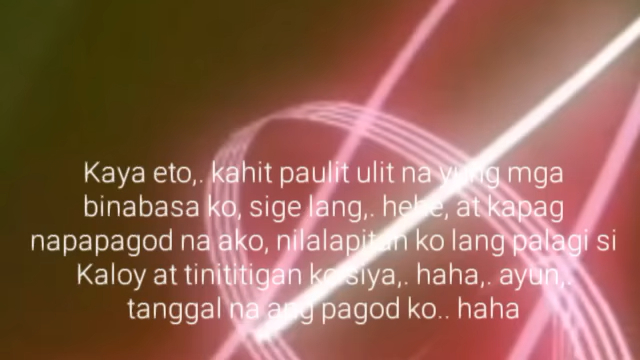 Kaya eto,. kahit paulit ulit na yung mga
binabasa ko, sige lang,. hehe, at kapag
napapagod na ako, nilalapitan ko lang palagi si
Kaloy at tinititigan ko siya,. haha,. ayun,.
tanggal na ang pagod ko.. haha